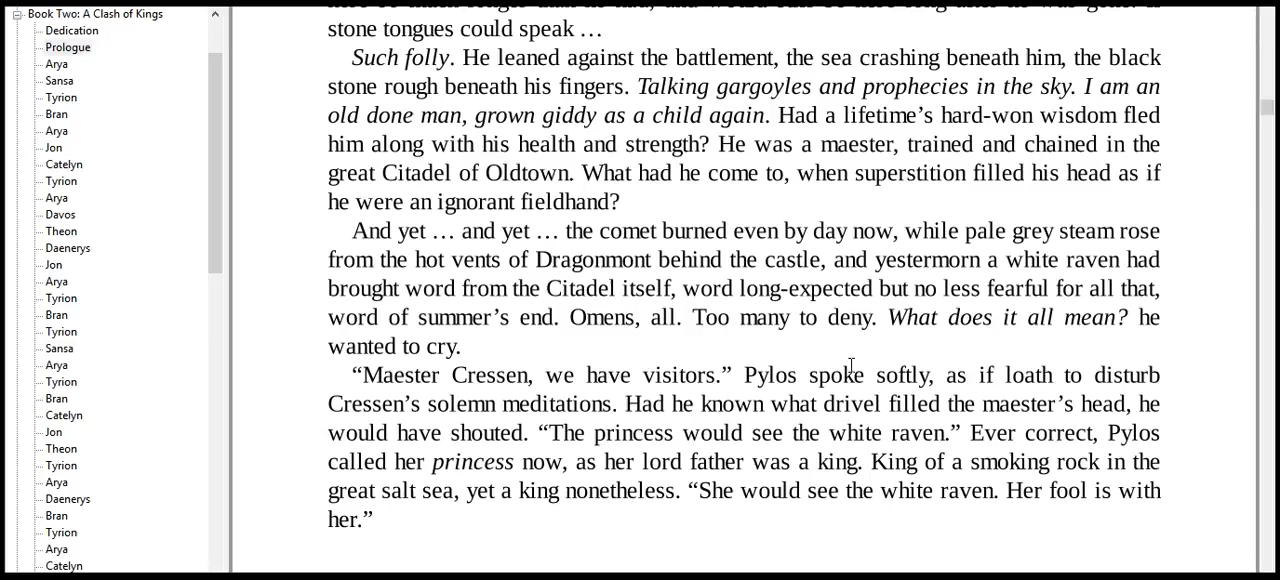 Book Two: A Clash of Kings
Dedication
Prologue
Arya
Sansa
Tyrion
Bran
Arya
Jon
Catelyn
Tyrion
Arya
Davos
Theon
Daenerys
Jon
Arya
Tyrion
Bran
Tyrion
Sansa
Arya
Tyrion
Bran
Catelyn
Jon
Theon
Tyrion
Arya
Daenerys
Bran
Tyrion
Arya
Catelyn
stone tongues could speak …
Such folly. He leaned against the battlement, the sea crashing beneath him, the black
stone rough beneath his fingers. Talking gargoyles and prophecies in the sky. I am an
old done man, grown giddy as a child again. Had a lifetime’s hard-won wisdom fled
him along with his health and strength? He was a maester, trained and chained in the
great Citadel of Oldtown. What had he come to, when superstition filled his head as if
he were an ignorant fieldhand?
And yet … and yet … the comet burned even by day now, while pale grey steam rose
from the hot vents of Dragonmont behind the castle, and yestermorn a white raven had
brought word from the Citadel itself, word long-expected but no less fearful for all that,
word of summer’s end. Omens, all. Too many to deny. What does it all mean? he
wanted to cry.
“Maester Cressen, we have visitors.” Pylos spoke softly, as if loath to disturb
Cressen’s solemn meditations. Had he known what drivel filled the maester’s head, he
would have shouted. “The princess would see the white raven.” Ever correct, Pylos
called her princess now, as her lord father was a king. King of a smoking rock in the
great salt sea, yet a king nonetheless. “She would see the white raven. Her fool is with
her.”